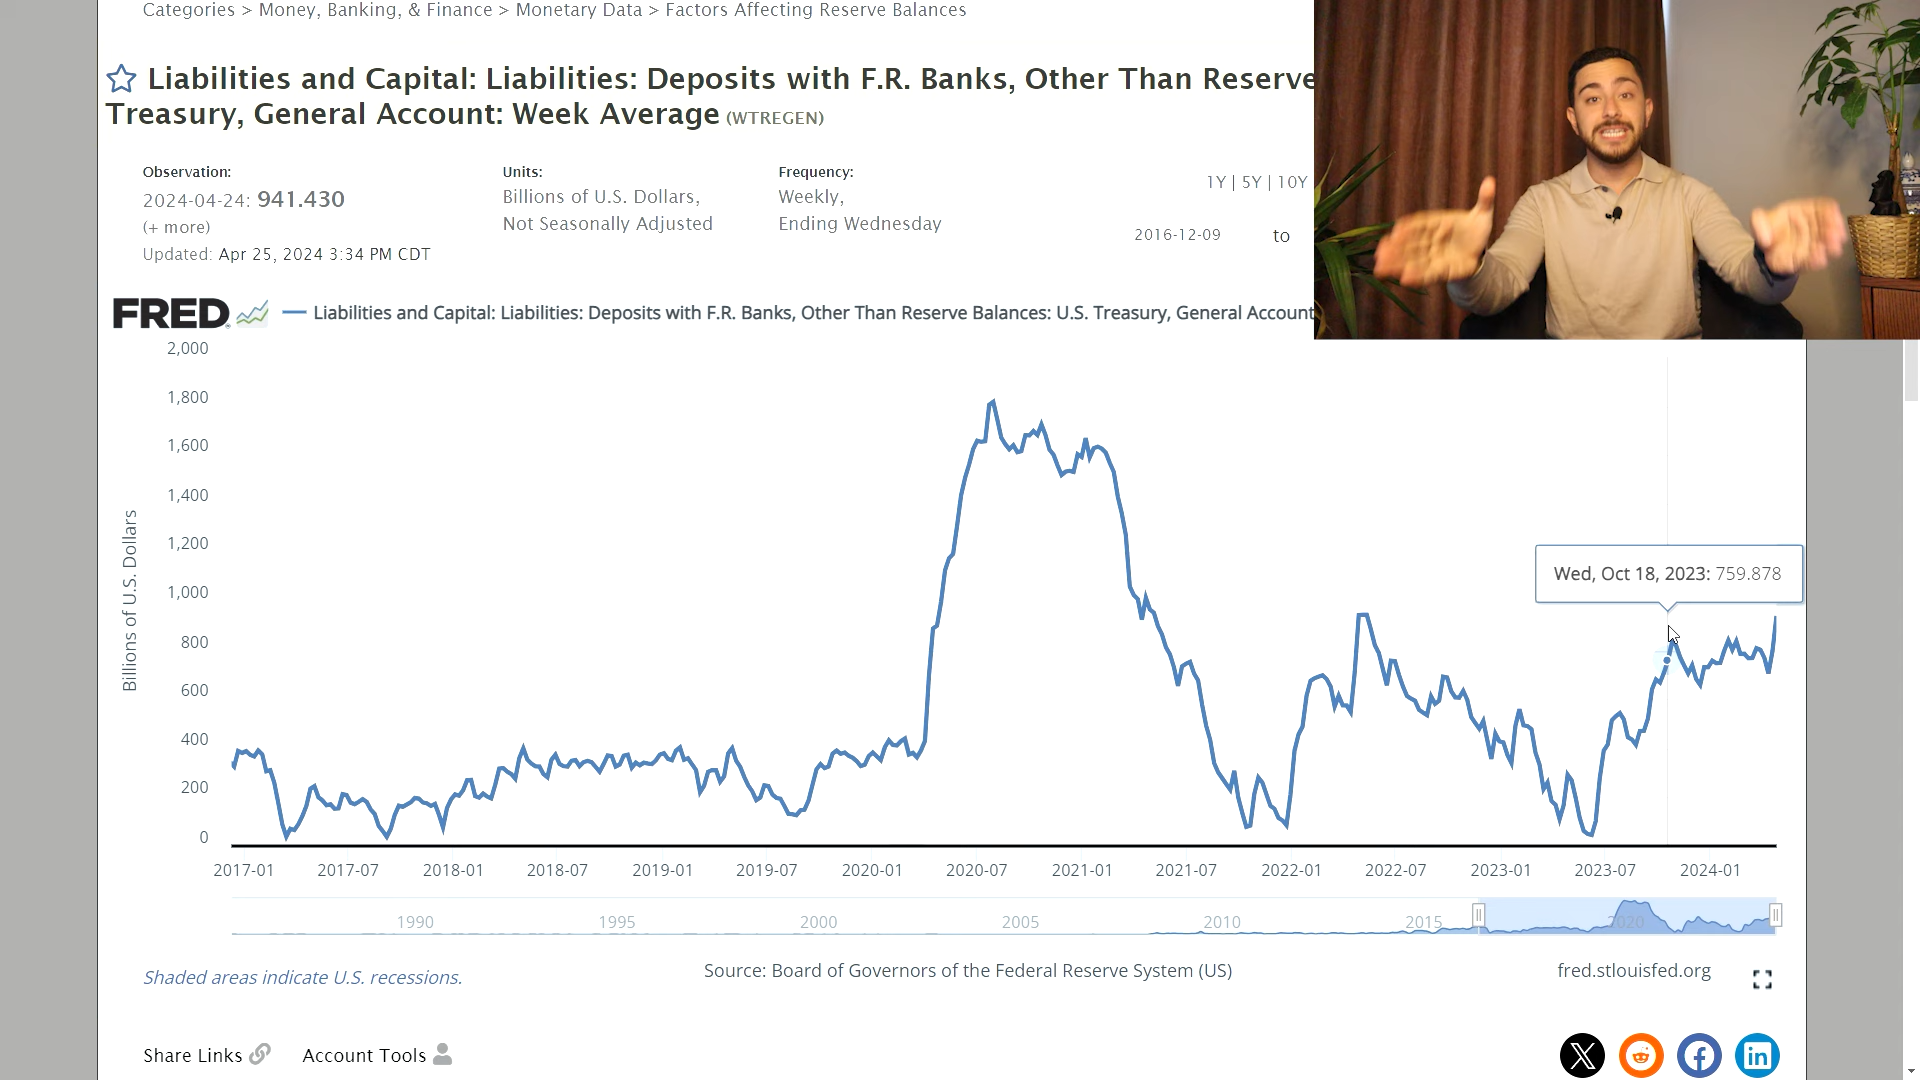 Categories > Money, Banking, & Finance > Monetary Data > Factors Affecting Reserve Balances
Liabilities and Capital: Liabilities: Deposits with F.R. Banks, Other Than Reserve
Treasury, General Account: Week Average (WTREGEN)
Observation:
2024-04-24: 941.430
(+ more)
Updated: Apr 25, 2024 3:34 PM CDT
Units:
Billions of U.S. Dollars,
Not Seasonally Adjusted
Frequency:
Weekly,
Ending Wednesday
1Y | 5Y | 10Y
2016-12-09 to
FRED
Liabilities and Capital: Liabilities: Deposits with F.R. Banks, Other Than Reserve Balances: U.S. Treasury, General Account
Billions of U.S. Dollars
2,000
1,800
1,600
1,400
1,200
1,000
800
600
400
200
0
Wed, Oct 18, 2023: 759.878
2017-01 2017-07 2018-01 2018-07 2019-01 2019-07 2020-01 2020-07 2021-01 2021-07 2022-01 2022-07 2023-01 2023-07 2024-01
1990 1995 2000 2005 2010 2015 2020
Shaded areas indicate U.S. recessions.
Source: Board of Governors of the Federal Reserve System (US)
fred.stlouisfed.org
Share Links
Account Tools